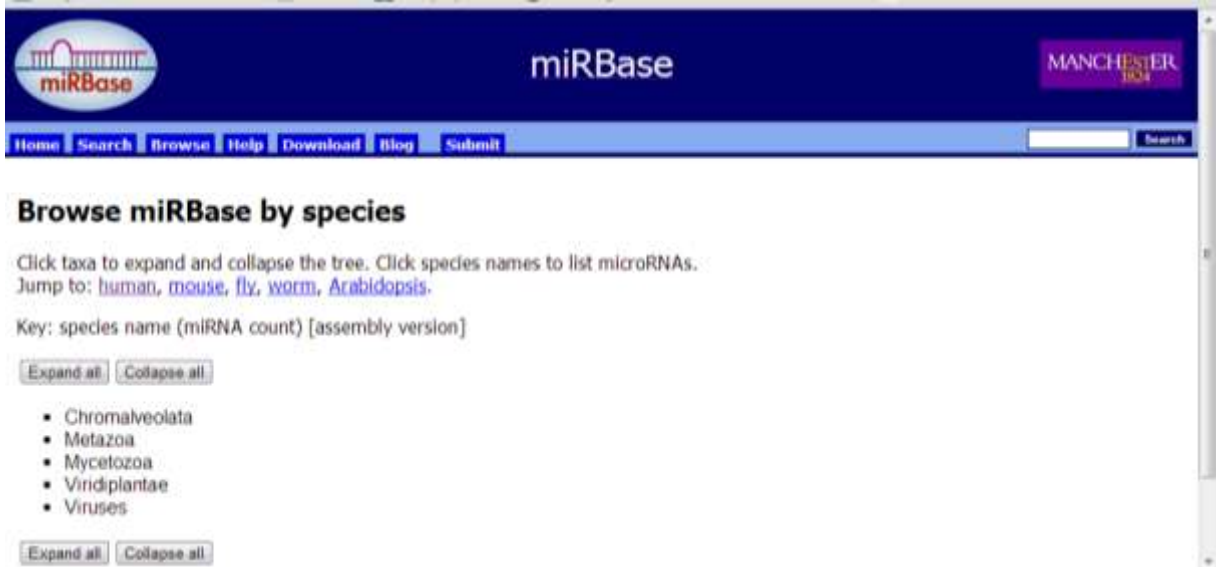 miRBase
miRBase
MANCHESTER
1824
Home Search Browse Help Download Blog Submit
Search
Browse miRBase by species
Click taxa to expand and collapse the tree. Click species names to list microRNAs.
Jump to: human, mouse, fly, worm, Arabidopsis.
Key: species name (miRNA count) [assembly version]
Expand all Collapse all
Chromalveolata
Metazoa
Mycetozoa
Viridiplantae
Viruses
Expand all Collapse all